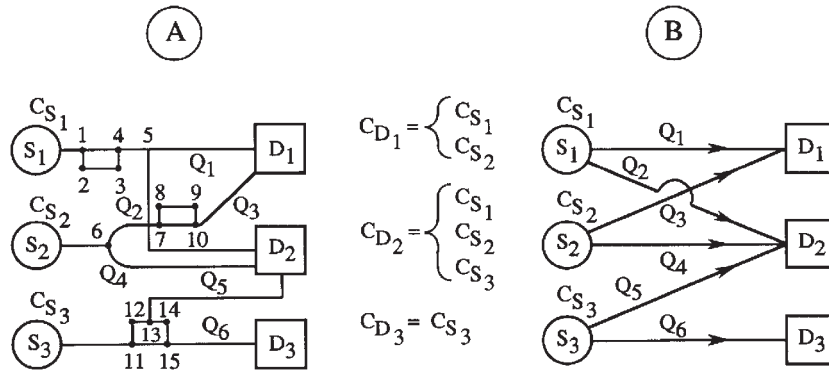 A
B
C_S1
1 4 5
S1
2 3
Q1
D1
8 9
C_S2
Q2
Q3
6
7 10
S2
Q4
D2
Q5
C_S3
12 14
13
Q6
S3
11 15
D3
C_D1 = { C_S1
C_S2
C_D2 = { C_S1
C_S2
C_S3
C_D3 = C_S3
C_S1
S1
Q1
D1
Q2
C_S2
Q3
S2
Q4
D2
C_S3
Q5
S3
Q6
D3